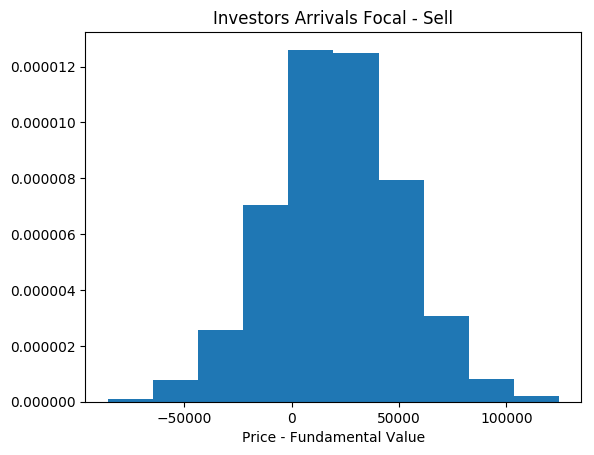 Investors Arrivals Focal - Sell
0.000012
0.000010
0.000008
0.000006
0.000004
0.000002
0.000000
−50000 0 50000 100000
Price - Fundamental Value